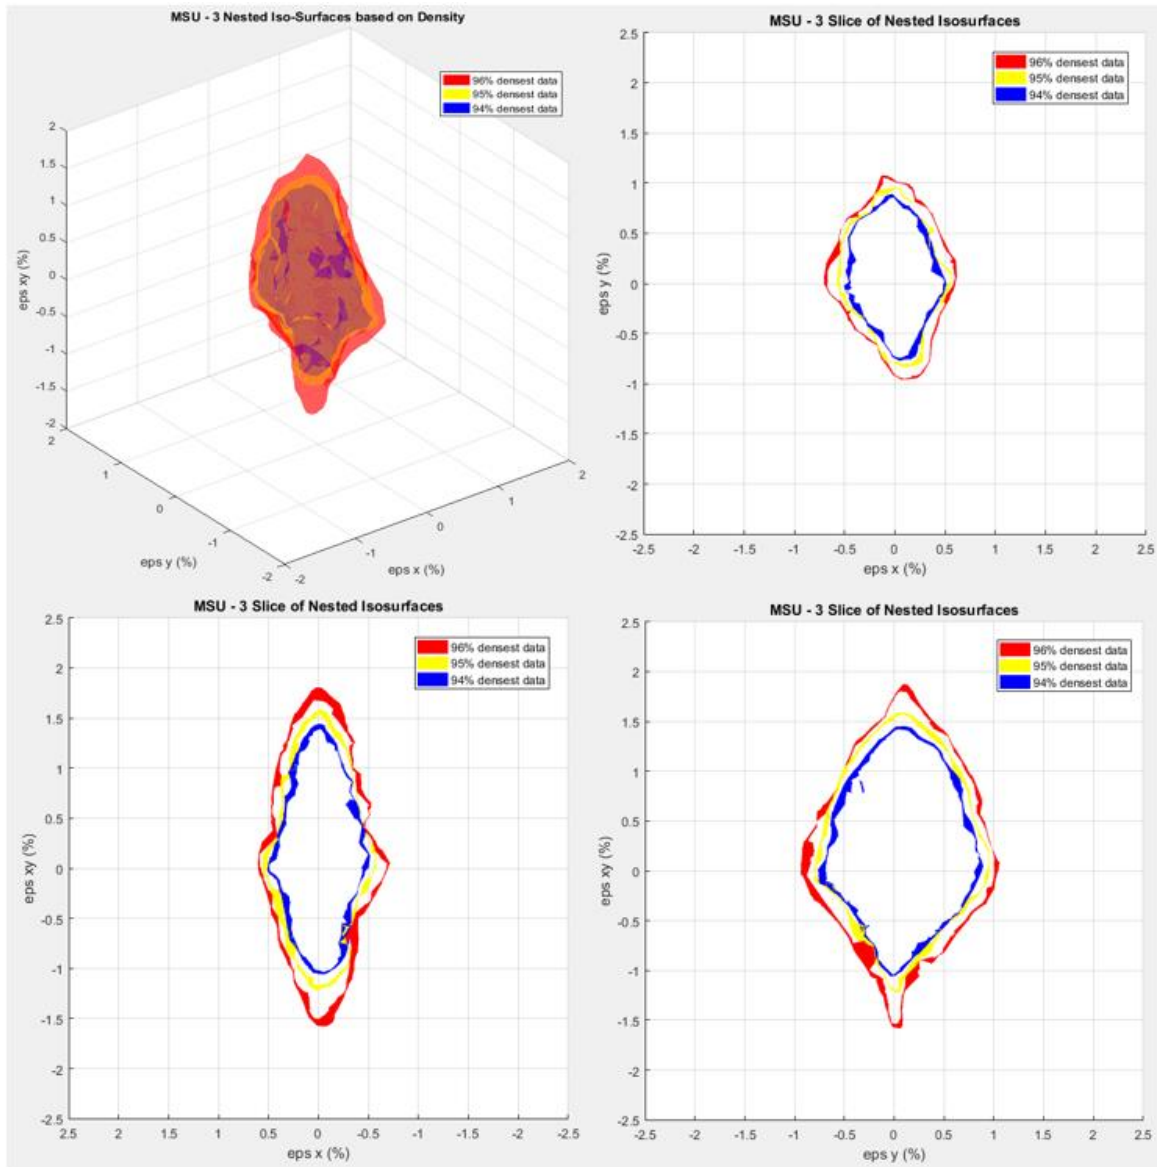 MSU - 3 Nested Iso-Surfaces based on Density
96% densest data
95% densest data
94% densest data
2
1.5
1
0.5
0
-0.5
-1
-1.5
-2
eps xy (%)
2
1
0
-1
-2
eps y (%)
-2
-1
0
1
2
eps x (%)
MSU - 3 Slice of Nested Isosurfaces
96% densest data
95% densest data
94% densest data
2.5
2
1.5
1
0.5
0
-0.5
-1
-1.5
-2
-2.5
eps y (%)
-2.5 -2 -1.5 -1 -0.5 0 0.5 1 1.5 2 2.5
eps x (%)
MSU - 3 Slice of Nested Isosurfaces
96% densest data
95% densest data
94% densest data
2.5
2
1.5
1
0.5
0
-0.5
-1
-1.5
-2
-2.5
eps xy (%)
2.5 2 1.5 1 0.5 0 -0.5 -1 -1.5 -2 -2.5
eps x (%)
MSU - 3 Slice of Nested Isosurfaces
96% densest data
95% densest data
94% densest data
2.5
2
1.5
1
0.5
0
-0.5
-1
-1.5
-2
-2.5
eps xy (%)
-2.5 -2 -1.5 -1 -0.5 0 0.5 1 1.5 2 2.5
eps y (%)